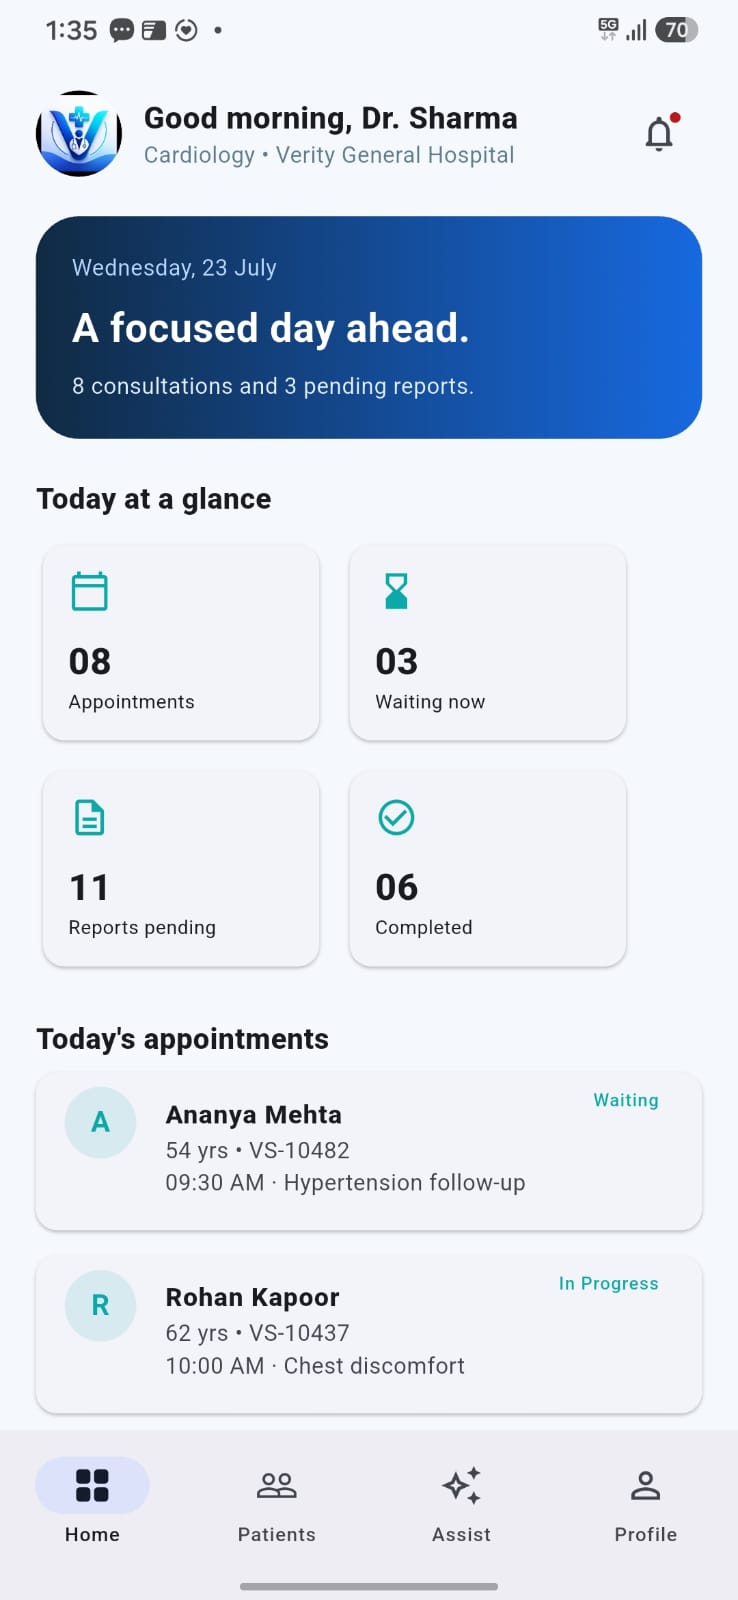 1:35
5G
70
Good morning, Dr. Sharma
Cardiology • Verity General Hospital
Wednesday, 23 July
A focused day ahead.
8 consultations and 3 pending reports.
Today at a glance
08
Appointments
03
Waiting now
11
Reports pending
06
Completed
Today's appointments
A
Ananya Mehta
Waiting
54 yrs • VS-10482
09:30 AM · Hypertension follow-up
R
Rohan Kapoor
In Progress
62 yrs • VS-10437
10:00 AM · Chest discomfort
Home
Patients
Assist
Profile